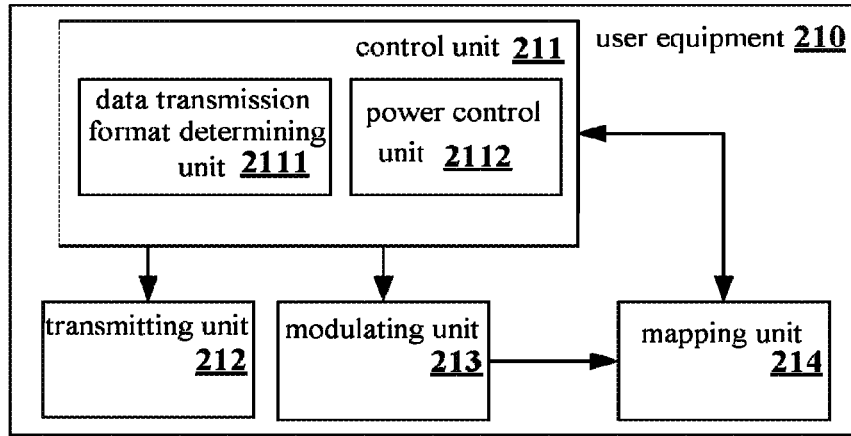 control unit 211
user equipment 210
data transmission
format determining
unit 2111
power control
unit 2112
transmitting unit
212
modulating unit
213
mapping unit
214